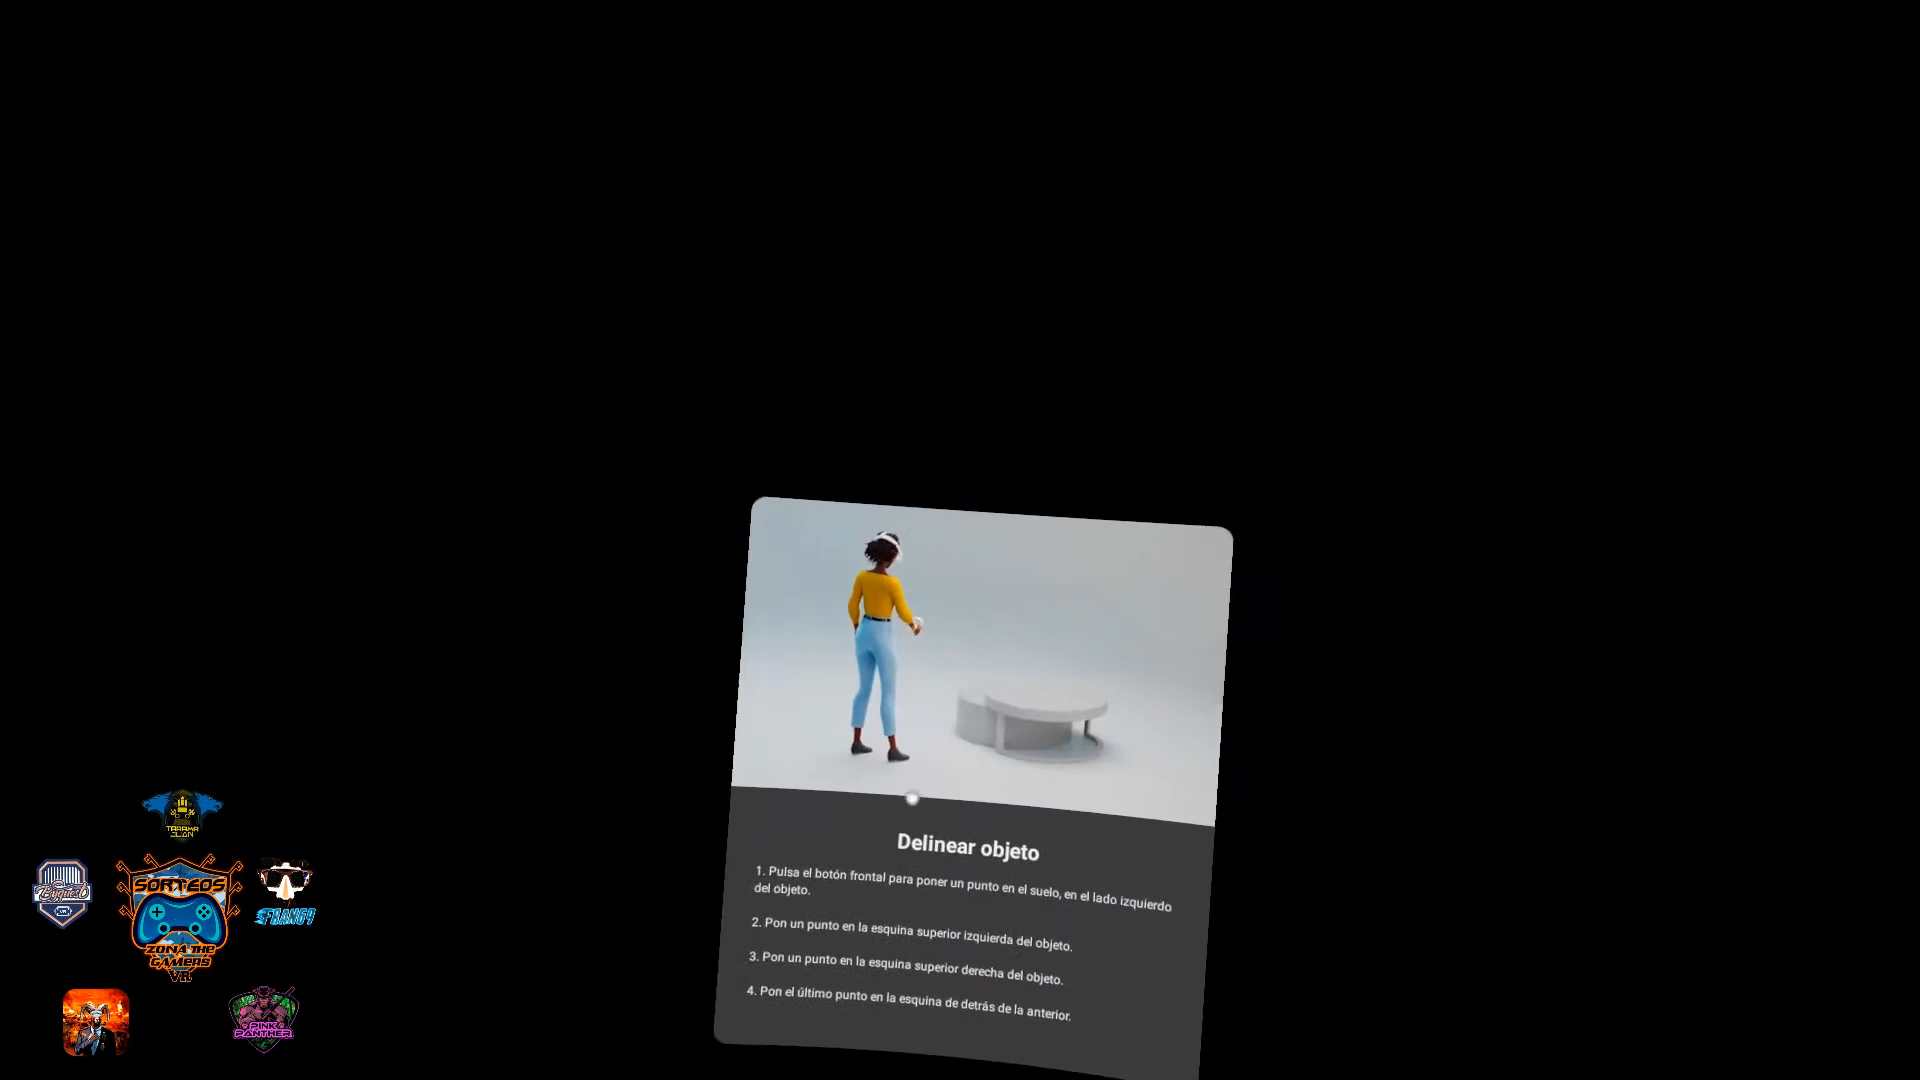 Delinear objeto
1. Pulsa el botón frontal para poner un punto en el suelo, en el lado izquierdo
del objeto.
2. Pon un punto en la esquina superior izquierda del objeto.
3. Pon un punto en la esquina superior derecha del objeto.
4. Pon el último punto en la esquina de detrás de la anterior.
TARAMA
CLAN
SORTEOS
ZONA THE
GAMERS
VR
FRAN69
PINK
PANTHER